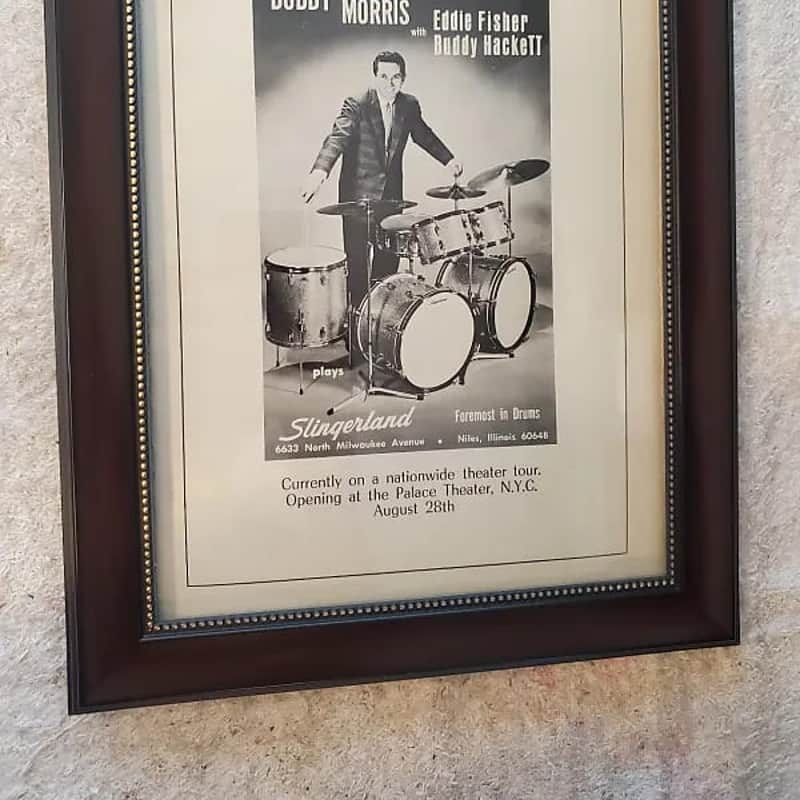 BOBBY MORRIS
with Eddie Fisher
Buddy HackeTT
plays
Slingerland Foremost in Drums
6633 North Milwaukee Avenue • Niles, Illinois 60648
Currently on a nationwide theater tour.
Opening at the Palace Theater, N.Y.C.
August 28th